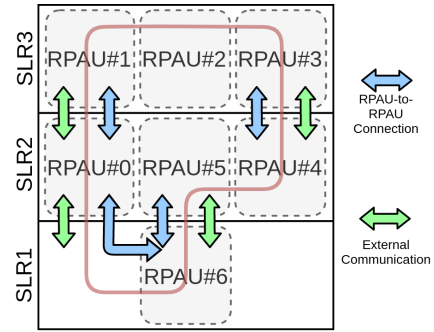 SLR3
RPAU#1
RPAU#2
RPAU#3
SLR2
RPAU#0
RPAU#5
RPAU#4
SLR1
RPAU#6
RPAU-to-
RPAU
Connection
External
Communication